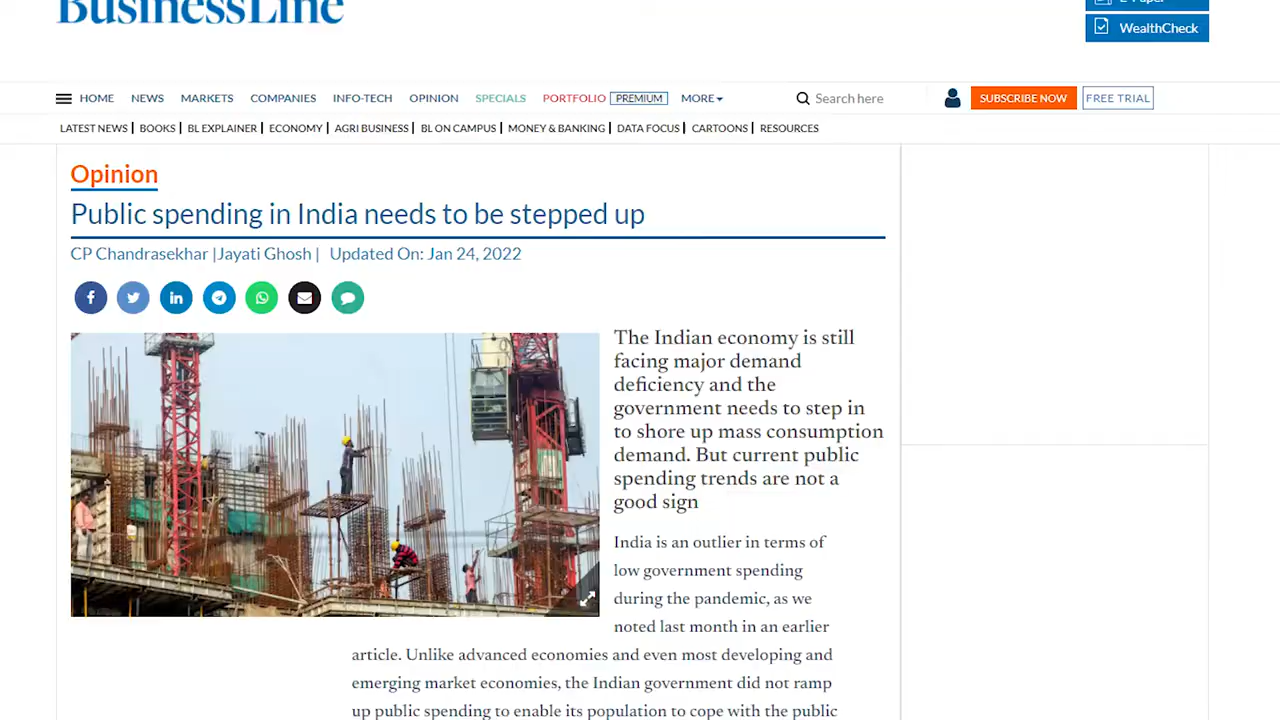 BusinessLine
E-Paper
WealthCheck
HOME NEWS MARKETS COMPANIES INFO-TECH OPINION SPECIALS PORTFOLIO PREMIUM MORE Search here SUBSCRIBE NOW FREE TRIAL
LATEST NEWS | BOOKS | BL EXPLAINER | ECONOMY | AGRI BUSINESS | BL ON CAMPUS | MONEY & BANKING | DATA FOCUS | CARTOONS | RESOURCES
Opinion
Public spending in India needs to be stepped up
CP Chandrasekhar |Jayati Ghosh | Updated On: Jan 24, 2022
The Indian economy is still
facing major demand
deficiency and the
government needs to step in
to shore up mass consumption
demand. But current public
spending trends are not a
good sign
India is an outlier in terms of
low government spending
during the pandemic, as we
noted last month in an earlier
article. Unlike advanced economies and even most developing and
emerging market economies, the Indian government did not ramp
up public spending to enable its population to cope with the public